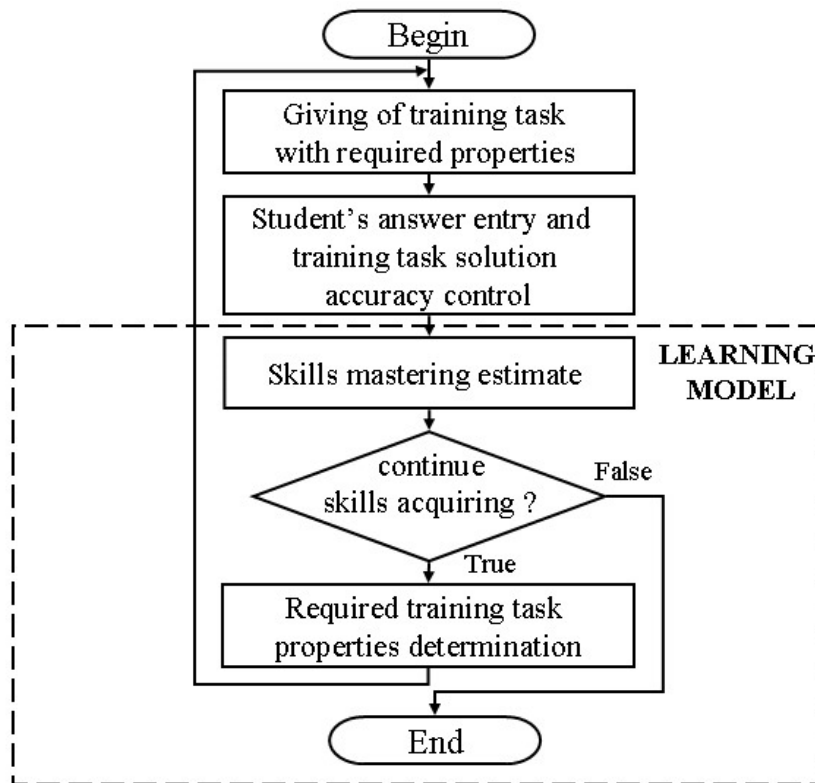 Begin
Giving of training task
with required properties
Student's answer entry and
training task solution
accuracy control
Skills mastering estimate
LEARNING
MODEL
continue
skills acquiring ?
False
True
Required training task
properties determination
End